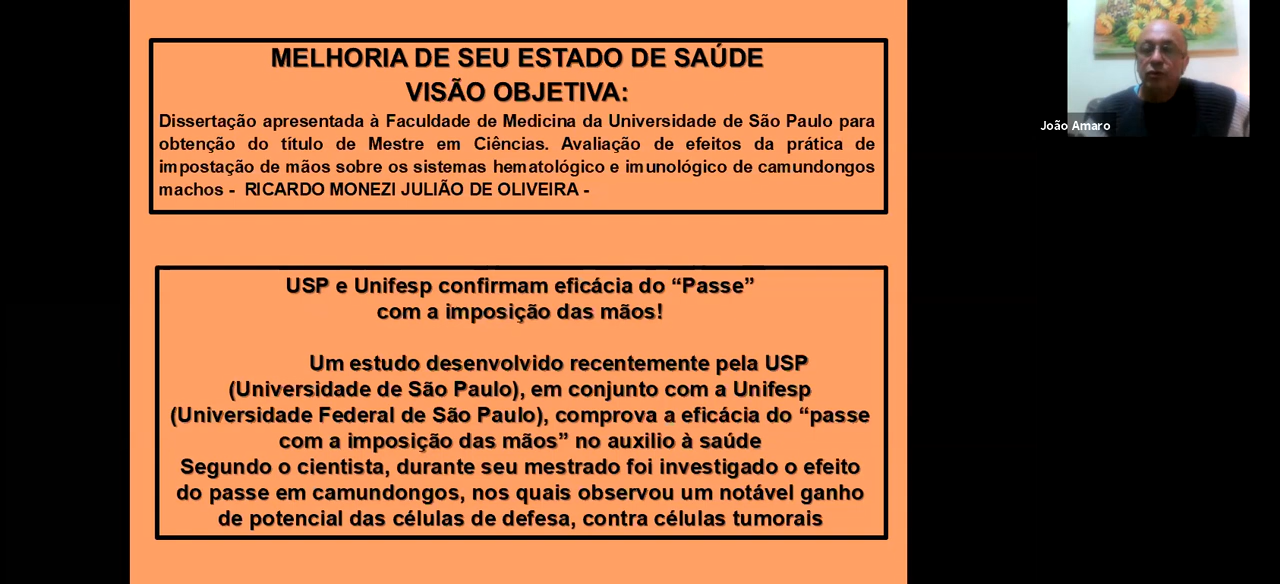 MELHORIA DE SEU ESTADO DE SAÚDE
VISÃO OBJETIVA:
Dissertação apresentada à Faculdade de Medicina da Universidade de São Paulo para
obtenção do título de Mestre em Ciências. Avaliação de efeitos da prática de
impostação de mãos sobre os sistemas hematológico e imunológico de camundongos
machos - RICARDO MONEZI JULIÃO DE OLIVEIRA -
USP e Unifesp confirmam eficácia do “Passe”
com a imposição das mãos!
Um estudo desenvolvido recentemente pela USP
(Universidade de São Paulo), em conjunto com a Unifesp
(Universidade Federal de São Paulo), comprova a eficácia do “passe
com a imposição das mãos” no auxilio à saúde
Segundo o cientista, durante seu mestrado foi investigado o efeito
do passe em camundongos, nos quais observou um notável ganho
de potencial das células de defesa, contra células tumorais
João Amaro